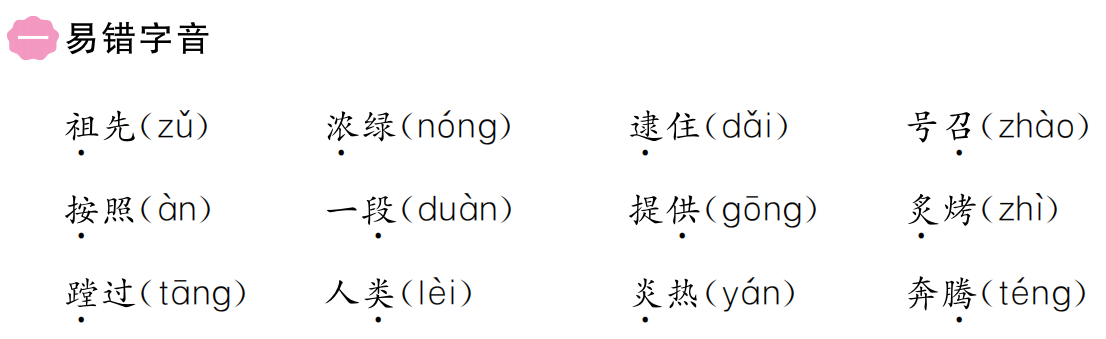 一 易错字音
祖先(zǔ) 浓绿(nóng) 逮住(dǎi) 号召(zhào)
按照(àn) 一段(duàn) 提供(gōng) 炙烤(zhì)
蹚过(tāng) 人类(lèi) 炎热(yán) 奔腾(téng)